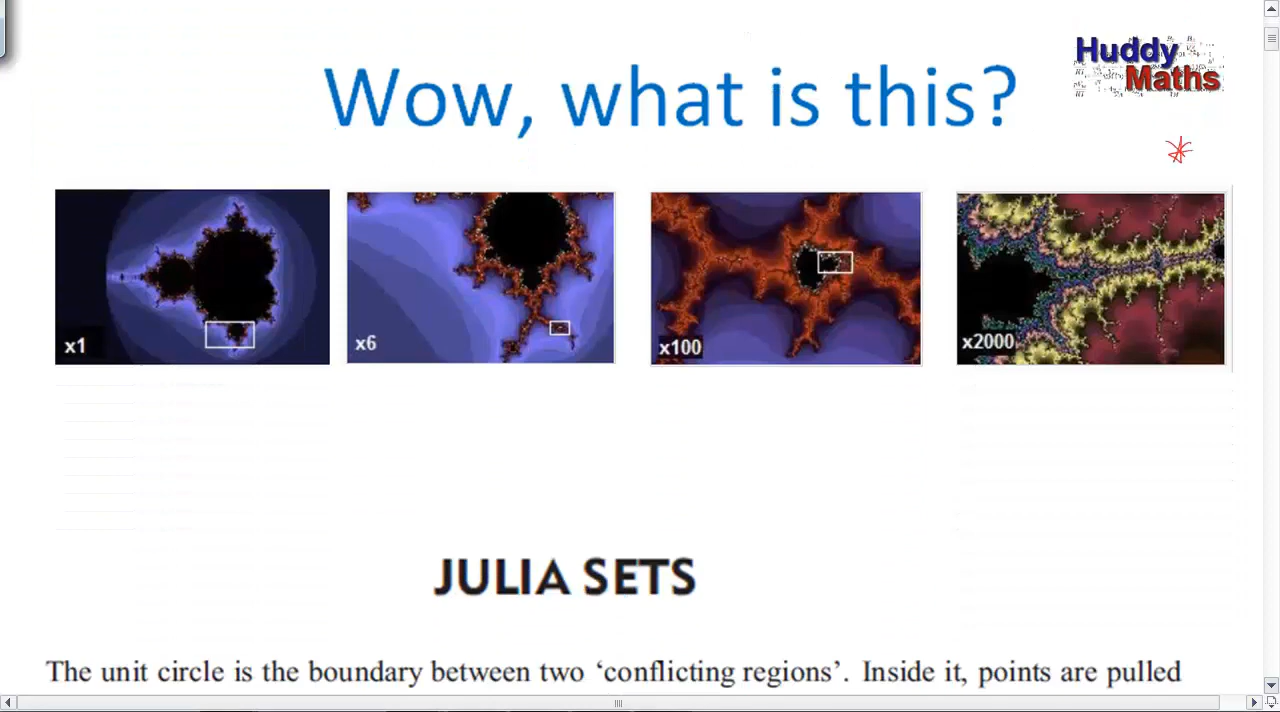 Huddy
Maths
Wow, what is this?
x1
x6
x100
x2000
JULIA SETS
The unit circle is the boundary between two ‘conflicting regions’. Inside it, points are pulled